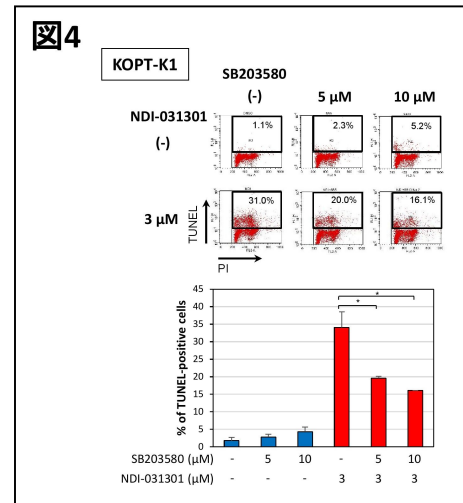 図4
KOPT-K1
SB203580
(-) 5 µM 10 µM
NDI-031301
(-)
1.1% 2.3% 5.2%
3 µM
31.0% 20.0% 16.1%
TUNEL
PI
% of TUNEL-positive cells
45
40
35
30
25
20
15
10
5
0
* *
SB203580 (µM) - 5 10 - 5 10
NDI-031301 (µM) - - - 3 3 3